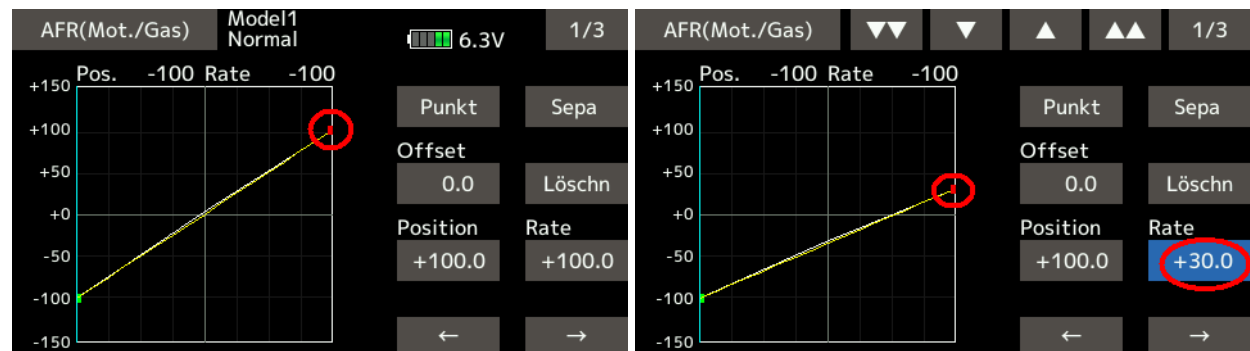 AFR(Mot./Gas) Model1 Normal 6.3V 1/3
Pos. -100 Rate -100
+150
+100
+50
+0
-50
-100
-150
Punkt Sepa
Offset
0.0 Löschn
Position Rate
+100.0 +100.0
← →
AFR(Mot./Gas) ▼▼ ▼ ▲ ▲▲ 1/3
Pos. -100 Rate -100
+150
+100
+50
+0
-50
-100
-150
Punkt Sepa
Offset
0.0 Löschn
Position Rate
+100.0 +30.0
← →